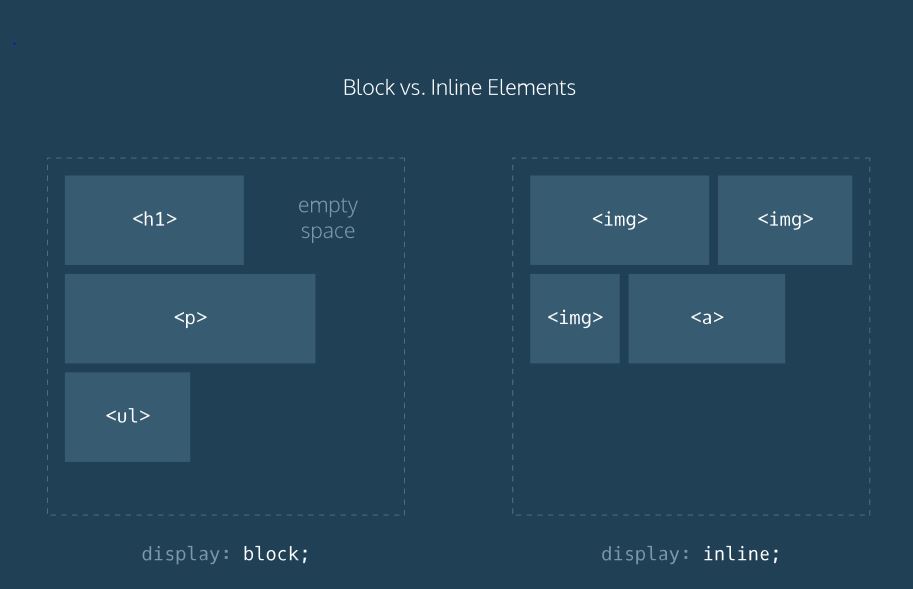 Block vs. Inline Elements
<h1>
empty
space
<p>
<ul>
display: block;
<img>
<img>
<img>
<a>
display: inline;